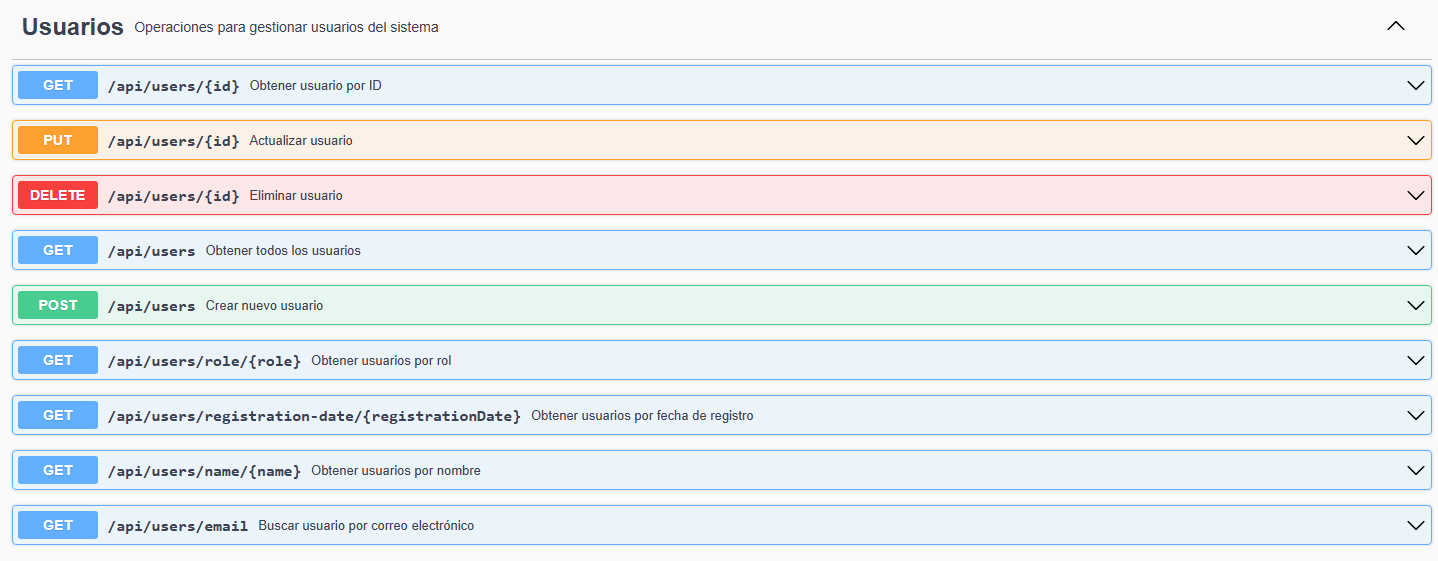 Usuarios Operaciones para gestionar usuarios del sistema
GET /api/users/{id} Obtener usuario por ID
PUT /api/users/{id} Actualizar usuario
DELETE /api/users/{id} Eliminar usuario
GET /api/users Obtener todos los usuarios
POST /api/users Crear nuevo usuario
GET /api/users/role/{role} Obtener usuarios por rol
GET /api/users/registration-date/{registrationDate} Obtener usuarios por fecha de registro
GET /api/users/name/{name} Obtener usuarios por nombre
GET /api/users/email Buscar usuario por correo electrónico